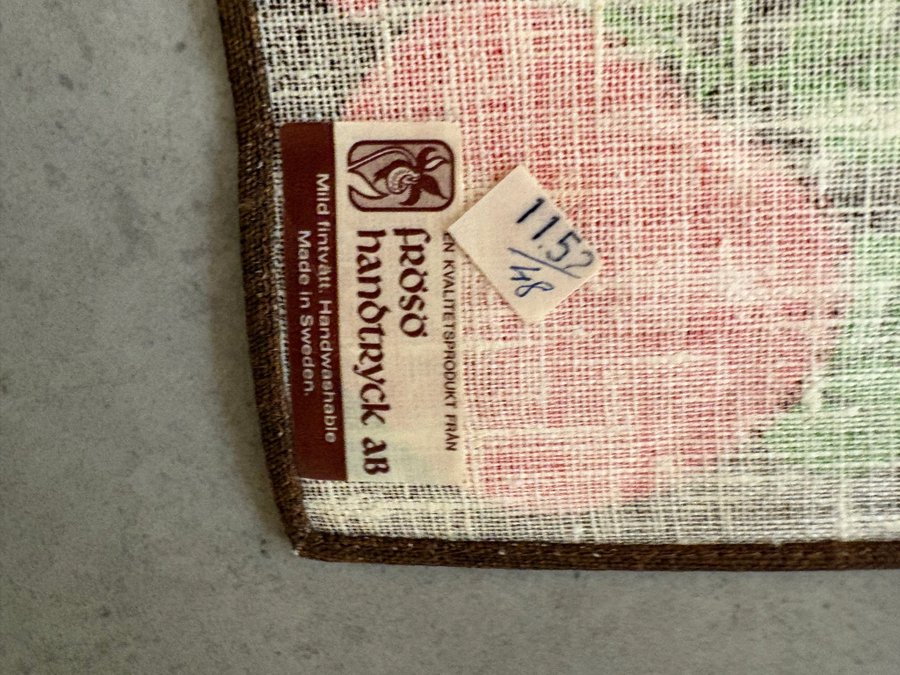 EN KVALITETSPRODUKT FRÅN
frösö
handtryck AB
Mild fintvätt. Handwashable
Made in Sweden.
11.52
/48